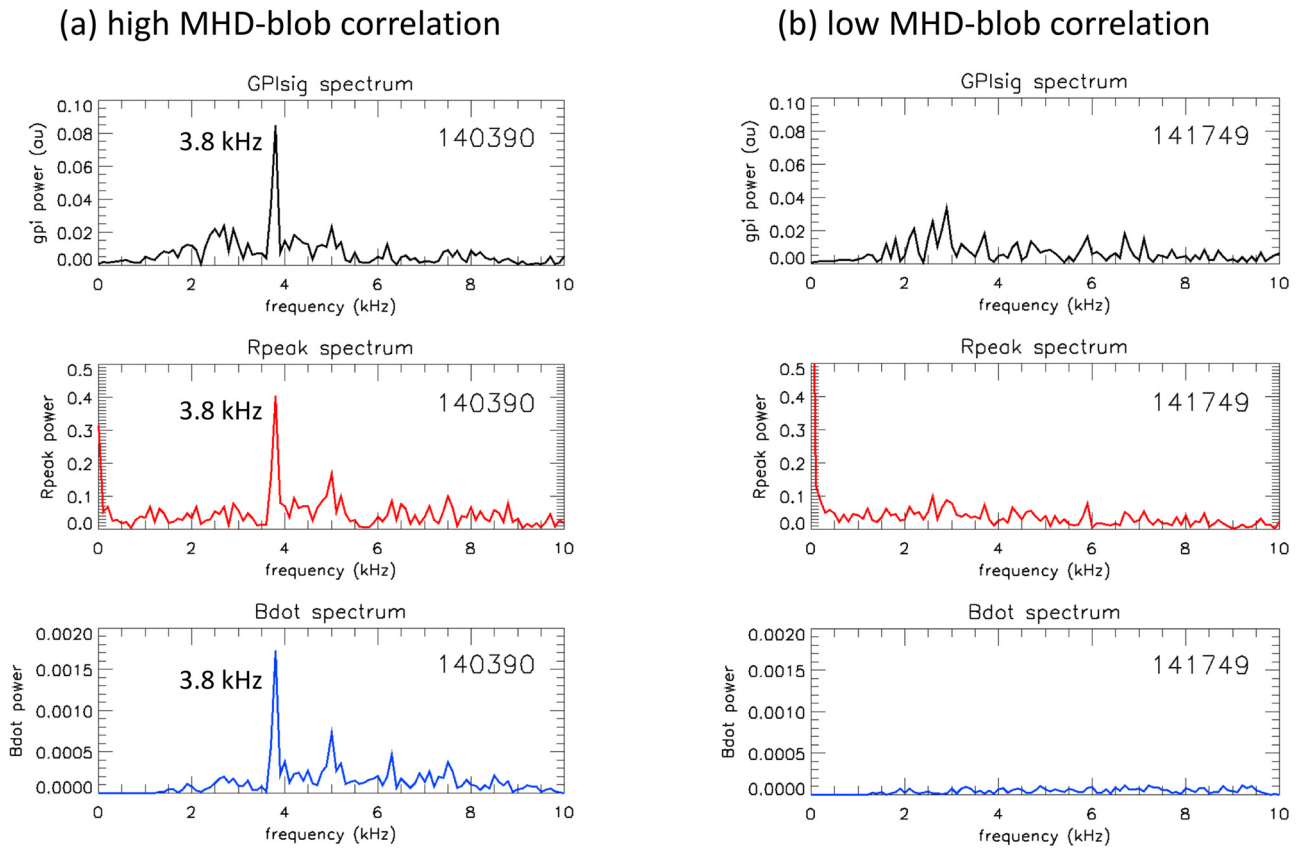 (a) high MHD-blob correlation
GPIsig spectrum
gpi power (au)
0.10
0.08
0.06
0.04
0.02
0.00
3.8 kHz
140390
0 2 4 6 8 10
frequency (kHz)
Rpeak spectrum
Rpeak power
0.5
0.4
0.3
0.2
0.1
0.0
3.8 kHz
140390
0 2 4 6 8 10
frequency (kHz)
Bdot spectrum
Bdot power
0.0020
0.0015
0.0010
0.0005
0.0000
3.8 kHz
140390
0 2 4 6 8 10
frequency (kHz)
(b) low MHD-blob correlation
GPIsig spectrum
gpi power (au)
0.10
0.08
0.06
0.04
0.02
0.00
141749
0 2 4 6 8 10
frequency (kHz)
Rpeak spectrum
Rpeak power
0.5
0.4
0.3
0.2
0.1
0.0
141749
0 2 4 6 8 10
frequency (kHz)
Bdot spectrum
Bdot power
0.0020
0.0015
0.0010
0.0005
0.0000
141749
0 2 4 6 8 10
frequency (kHz)